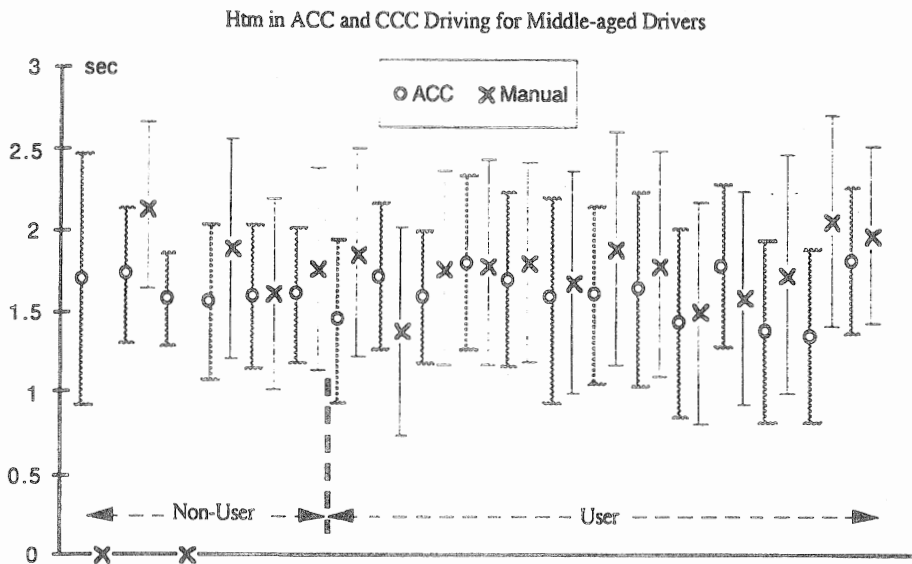 Htm in ACC and CCC Driving for Middle-aged Drivers
3
sec
ACC Manual
2.5
2
1.5
1
0.5
Non-User User
0